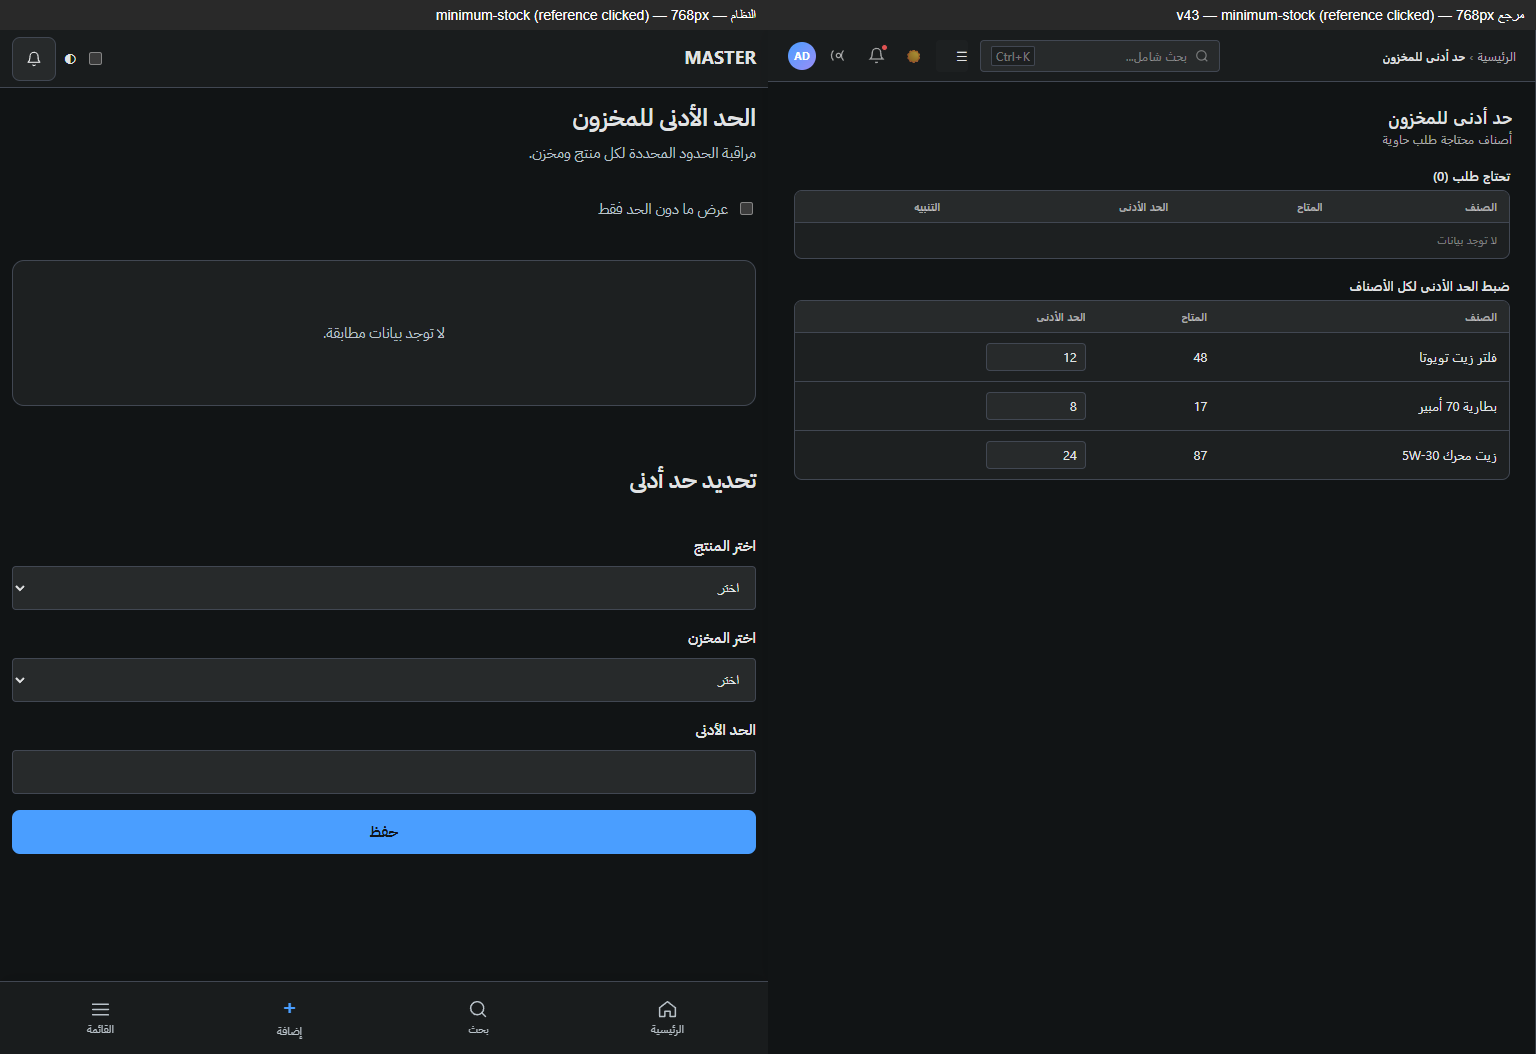 مرجع v43 — minimum-stock (reference clicked) — 768px
الرئيسية › حد أدنى للمخزون
بحث شامل... Ctrl+K
AD
حد أدنى للمخزون
أصناف محتاجة طلب حاوية
تحتاج طلب (0)
الصنف المتاح الحد الأدنى التنبيه
لا توجد بيانات
ضبط الحد الأدنى لكل الأصناف
الصنف المتاح الحد الأدنى
فلتر زيت تويوتا 48 12
بطارية 70 أمبير 17 8
زيت محرك 5W-30 87 24
النظام — minimum-stock (reference clicked) — 768px
MASTER
الحد الأدنى للمخزون
مراقبة الحدود المحددة لكل منتج ومخزن.
عرض ما دون الحد فقط
لا توجد بيانات مطابقة.
تحديد حد أدنى
اختر المنتج
اختر
اختر المخزن
اختر
الحد الأدنى
حفظ
الرئيسية
بحث
إضافة
القائمة